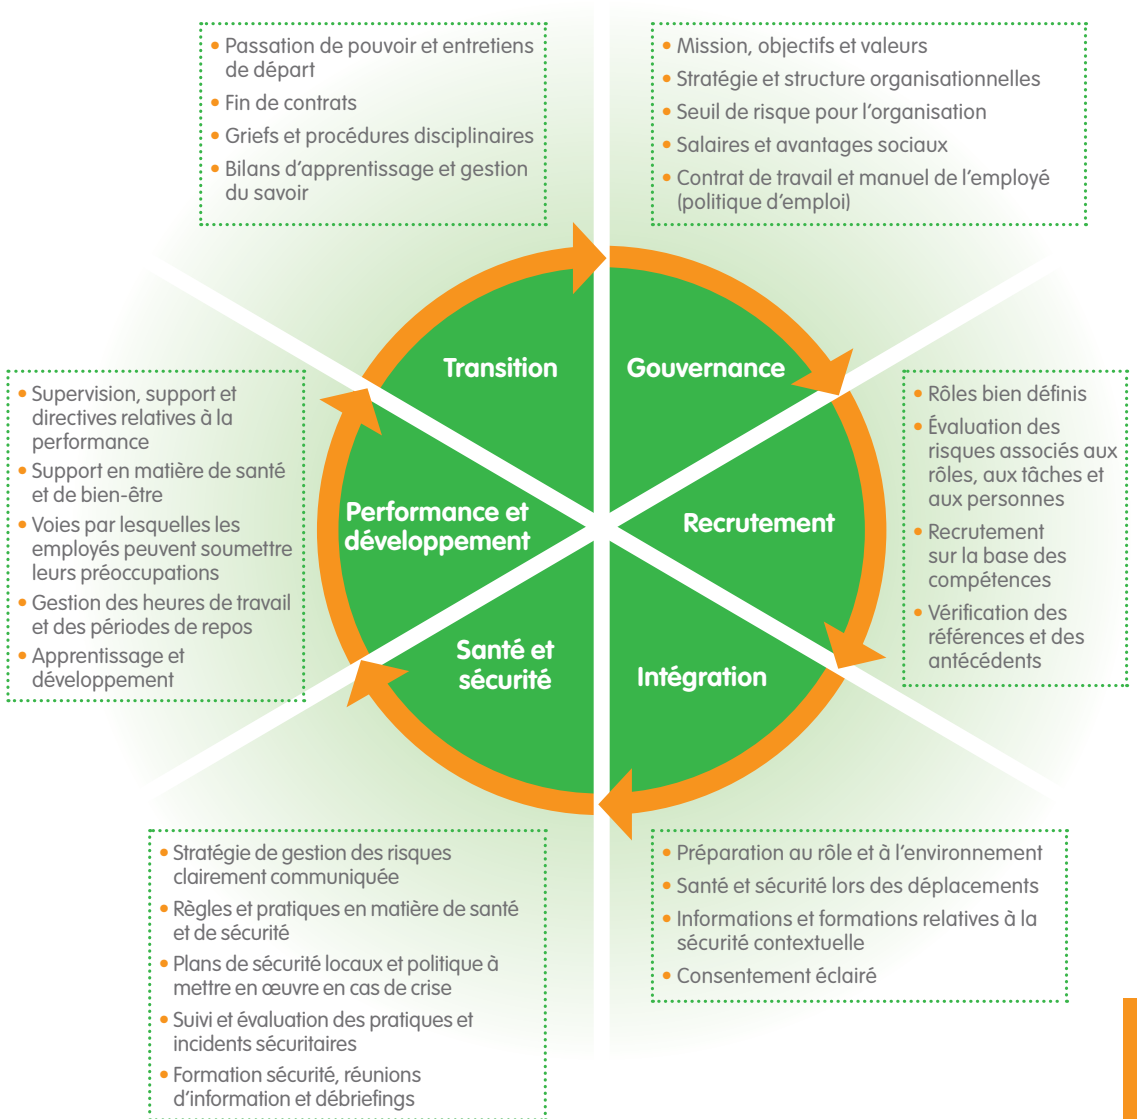 • Passation de pouvoir et entretiens
de départ
• Fin de contrats
• Griefs et procédures disciplinaires
• Bilans d'apprentissage et gestion
du savoir
• Mission, objectifs et valeurs
• Stratégie et structure organisationnelles
• Seuil de risque pour l'organisation
• Salaires et avantages sociaux
• Contrat de travail et manuel de l'employé
(politique d'emploi)
Transition
Gouvernance
• Supervision, support et
directives relatives à la
performance
• Support en matière de santé
et de bien-être
• Voies par lesquelles les
employés peuvent soumettre
leurs préoccupations
• Gestion des heures de travail
et des périodes de repos
• Apprentissage et
développement
Performance et
développement
Recrutement
• Rôles bien définis
• Évaluation des
risques associés aux
rôles, aux tâches et
aux personnes
• Recrutement
sur la base des
compétences
• Vérification des
références et des
antécédents
Santé et
sécurité
Intégration
• Stratégie de gestion des risques
clairement communiquée
• Règles et pratiques en matière de santé
et de sécurité
• Plans de sécurité locaux et politique à
mettre en œuvre en cas de crise
• Suivi et évaluation des pratiques et
incidents sécuritaires
• Formation sécurité, réunions
d'information et débriefings
• Préparation au rôle et à l'environnement
• Santé et sécurité lors des déplacements
• Informations et formations relatives à la
sécurité contextuelle
• Consentement éclairé